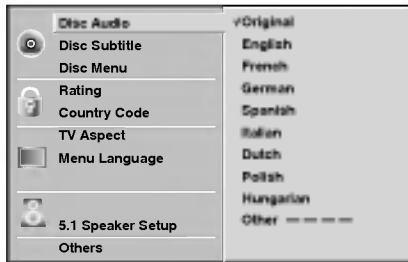 Disc Audio
Disc Subtitle
Disc Menu
Rating
Country Code
TV Aspect
Menu Language
5.1 Speaker Setup
Others
√Original
English
French
German
Spanish
Italian
Dutch
Polish
Hungarian
Other — — — —